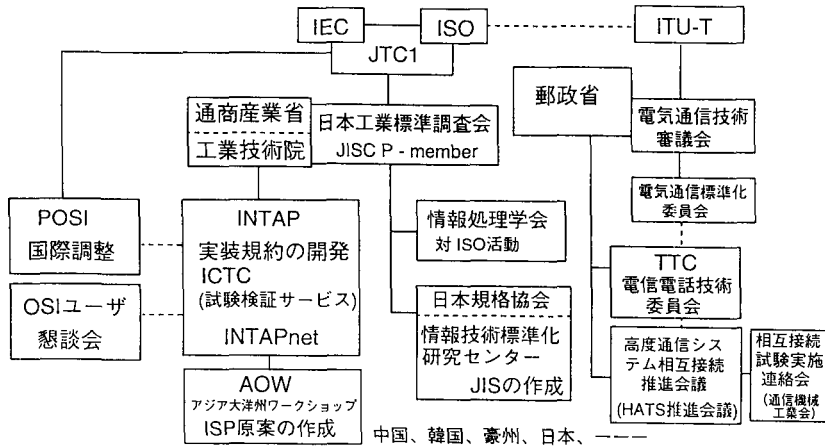 IEC
ISO
ITU-T
JTC1
通商産業省
工業技術院
日本工業標準調査会
JISC P - member
郵政省
電気通信技術
審議会
電気通信標準化
委員会
POSI
国際調整
INTAP
実装規約の開発
ICTC
(試験検証サービス)
INTAPnet
情報処理学会
対 ISO活動
TTC
電信電話技術
委員会
OSIユーザ
懇談会
日本規格協会
情報技術標準化
研究センター
JISの作成
高度通信シス
テム相互接続
推進会議
(HATS推進会議)
相互接続
試験実施
連絡会
(通信機械
工業会)
AOW
アジア大洋州ワークショップ
ISP原案の作成
中国、韓国、豪州、日本、―――